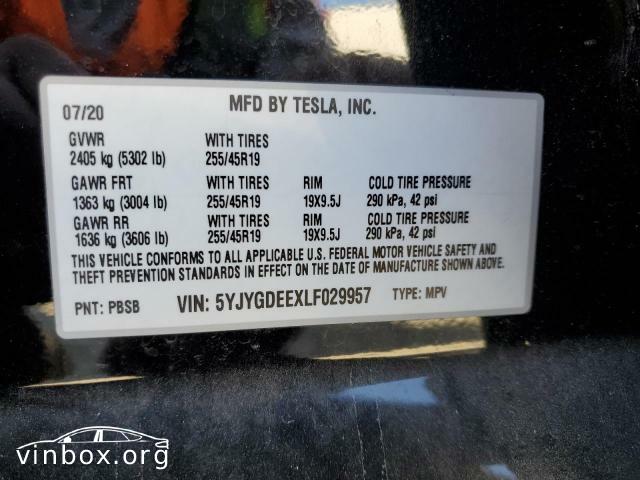 07/20 MFD BY TESLA, INC.
GVWR WITH TIRES
2405 kg (5302 lb) 255/45R19
GAWR FRT WITH TIRES RIM COLD TIRE PRESSURE
1363 kg (3004 lb) 255/45R19 19X9.5J 290 kPa, 42 psi
GAWR RR WITH TIRES RIM COLD TIRE PRESSURE
1636 kg (3606 lb) 255/45R19 19X9.5J 290 kPa, 42 psi
THIS VEHICLE CONFORMS TO ALL APPLICABLE U.S. FEDERAL MOTOR VEHICLE SAFETY AND
THEFT PREVENTION STANDARDS IN EFFECT ON THE DATE OF MANUFACTURE SHOWN ABOVE.
PNT: PBSB VIN: 5YJYGDEEXLF029957 TYPE: MPV
vinbox.org